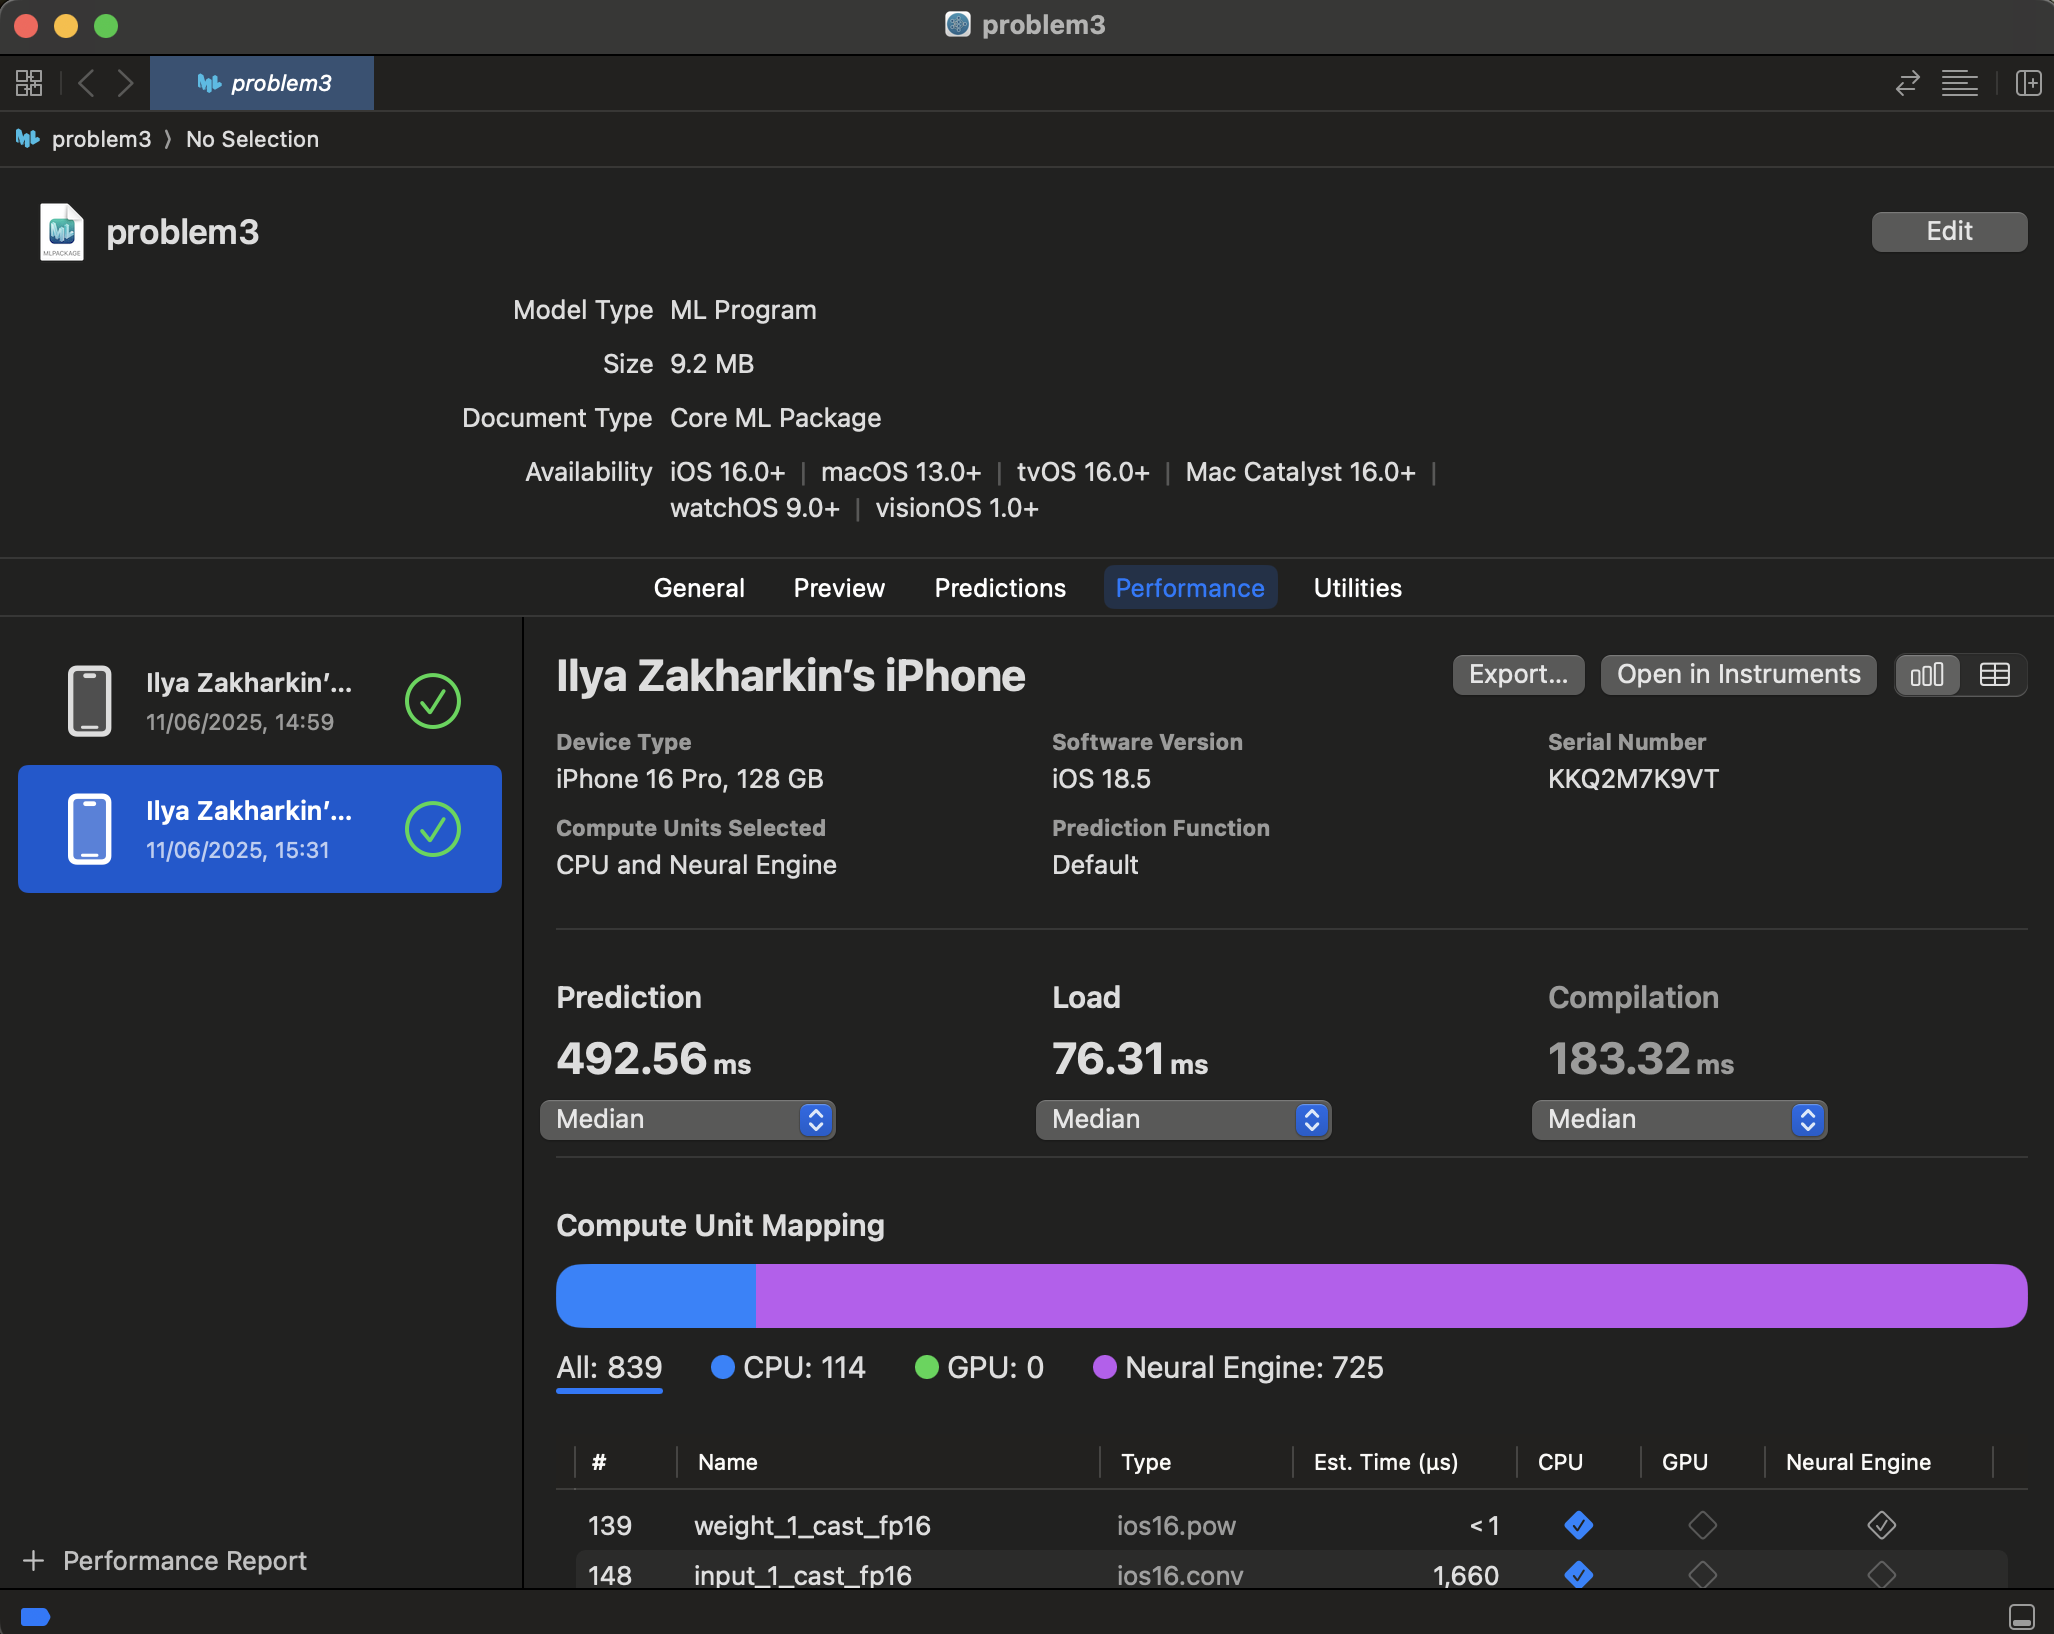 problem3
problem3
problem3 › No Selection
MLPACKAGE
problem3
Edit
Model Type ML Program
Size 9.2 MB
Document Type Core ML Package
Availability iOS 16.0+ | macOS 13.0+ | tvOS 16.0+ | Mac Catalyst 16.0+ |
watchOS 9.0+ | visionOS 1.0+
General Preview Predictions Performance Utilities
Ilya Zakharkin’...
11/06/2025, 14:59
Ilya Zakharkin’...
11/06/2025, 15:31
Performance Report
Ilya Zakharkin’s iPhone
Export... Open in Instruments
Device Type Software Version Serial Number
iPhone 16 Pro, 128 GB iOS 18.5 KKQ2M7K9VT
Compute Units Selected Prediction Function
CPU and Neural Engine Default
Prediction Load Compilation
492.56 ms 76.31 ms 183.32 ms
Median Median Median
Compute Unit Mapping
All: 839 CPU: 114 GPU: 0 Neural Engine: 725
# Name Type Est. Time (µs) CPU GPU Neural Engine
139 weight_1_cast_fp16 ios16.pow < 1
148 input_1_cast_fp16 ios16.conv 1,660